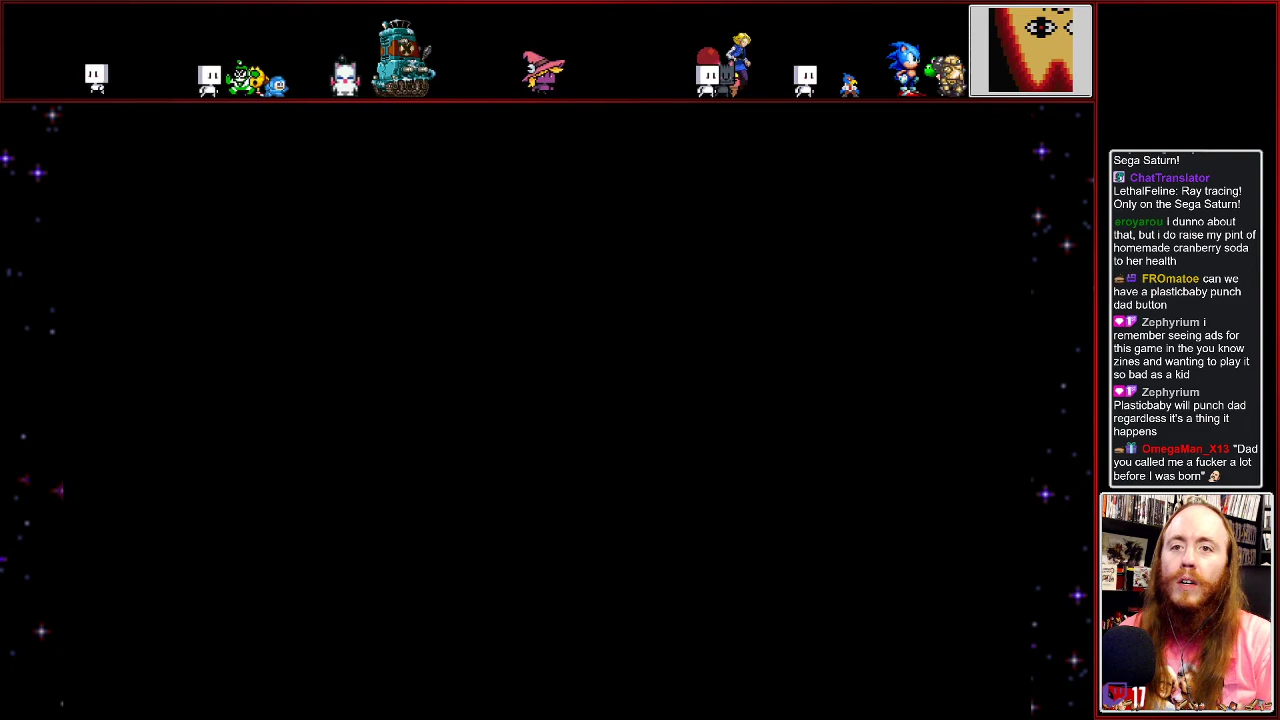 Sega Saturn!
ChatTranslator
LethalFeline: Ray tracing!
Only on the Sega Saturn!
eroyarou i dunno about
that, but i do raise my pint of
homemade cranberry soda
to her health
FROmatoe can we
have a plasticbaby punch
dad button
Zephyrium i
remember seeing ads for
this game in the you know
zines and wanting to play it
so bad as a kid
Zephyrium
Plasticbaby will punch dad
regardless it's a thing it
happens
OmegaMan_X13 "Dad
you called me a fucker a lot
before I was born"
17